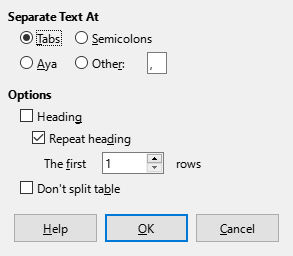 Separate Text At
Tabs Semicolons
Aya Other: ,
Options
Heading
Repeat heading
The first 1 rows
Don't split table
Help OK Cancel